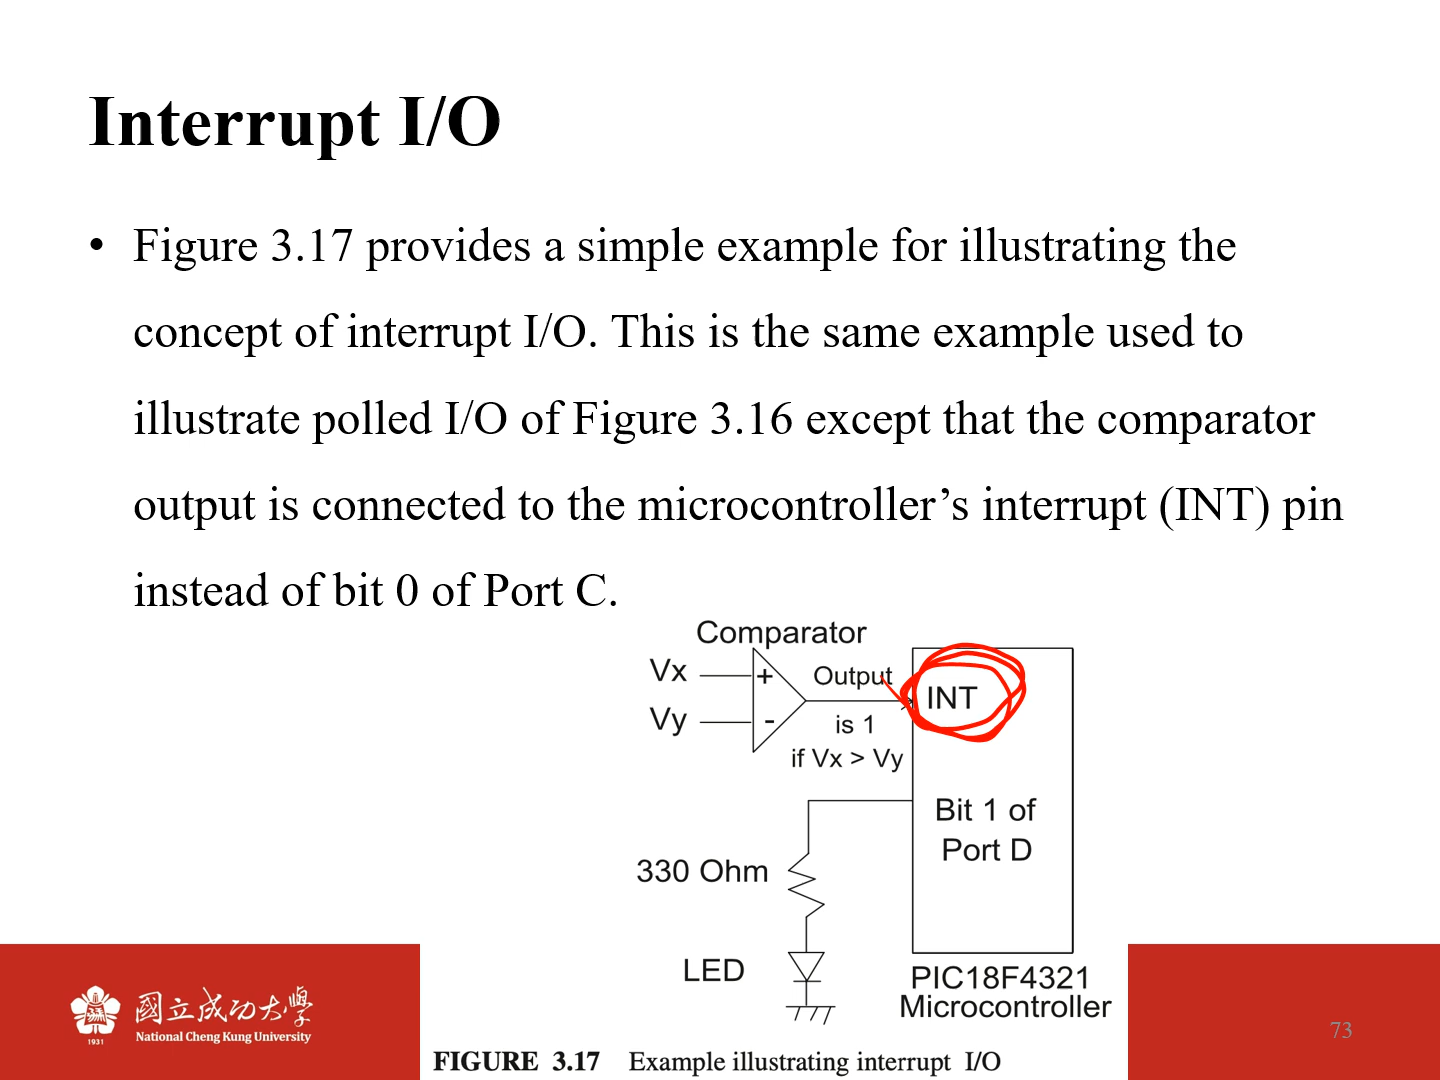 Interrupt I/O
• Figure 3.17 provides a simple example for illustrating the
concept of interrupt I/O. This is the same example used to
illustrate polled I/O of Figure 3.16 except that the comparator
output is connected to the microcontroller’s interrupt (INT) pin
instead of bit 0 of Port C.
Comparator
Vx
+
Output
INT
Vy
-
is 1
if Vx > Vy
Bit 1 of
Port D
330 Ohm
LED
PIC18F4321
Microcontroller
國立成功大學
National Cheng Kung University
1931
73
FIGURE 3.17 Example illustrating interrupt I/O